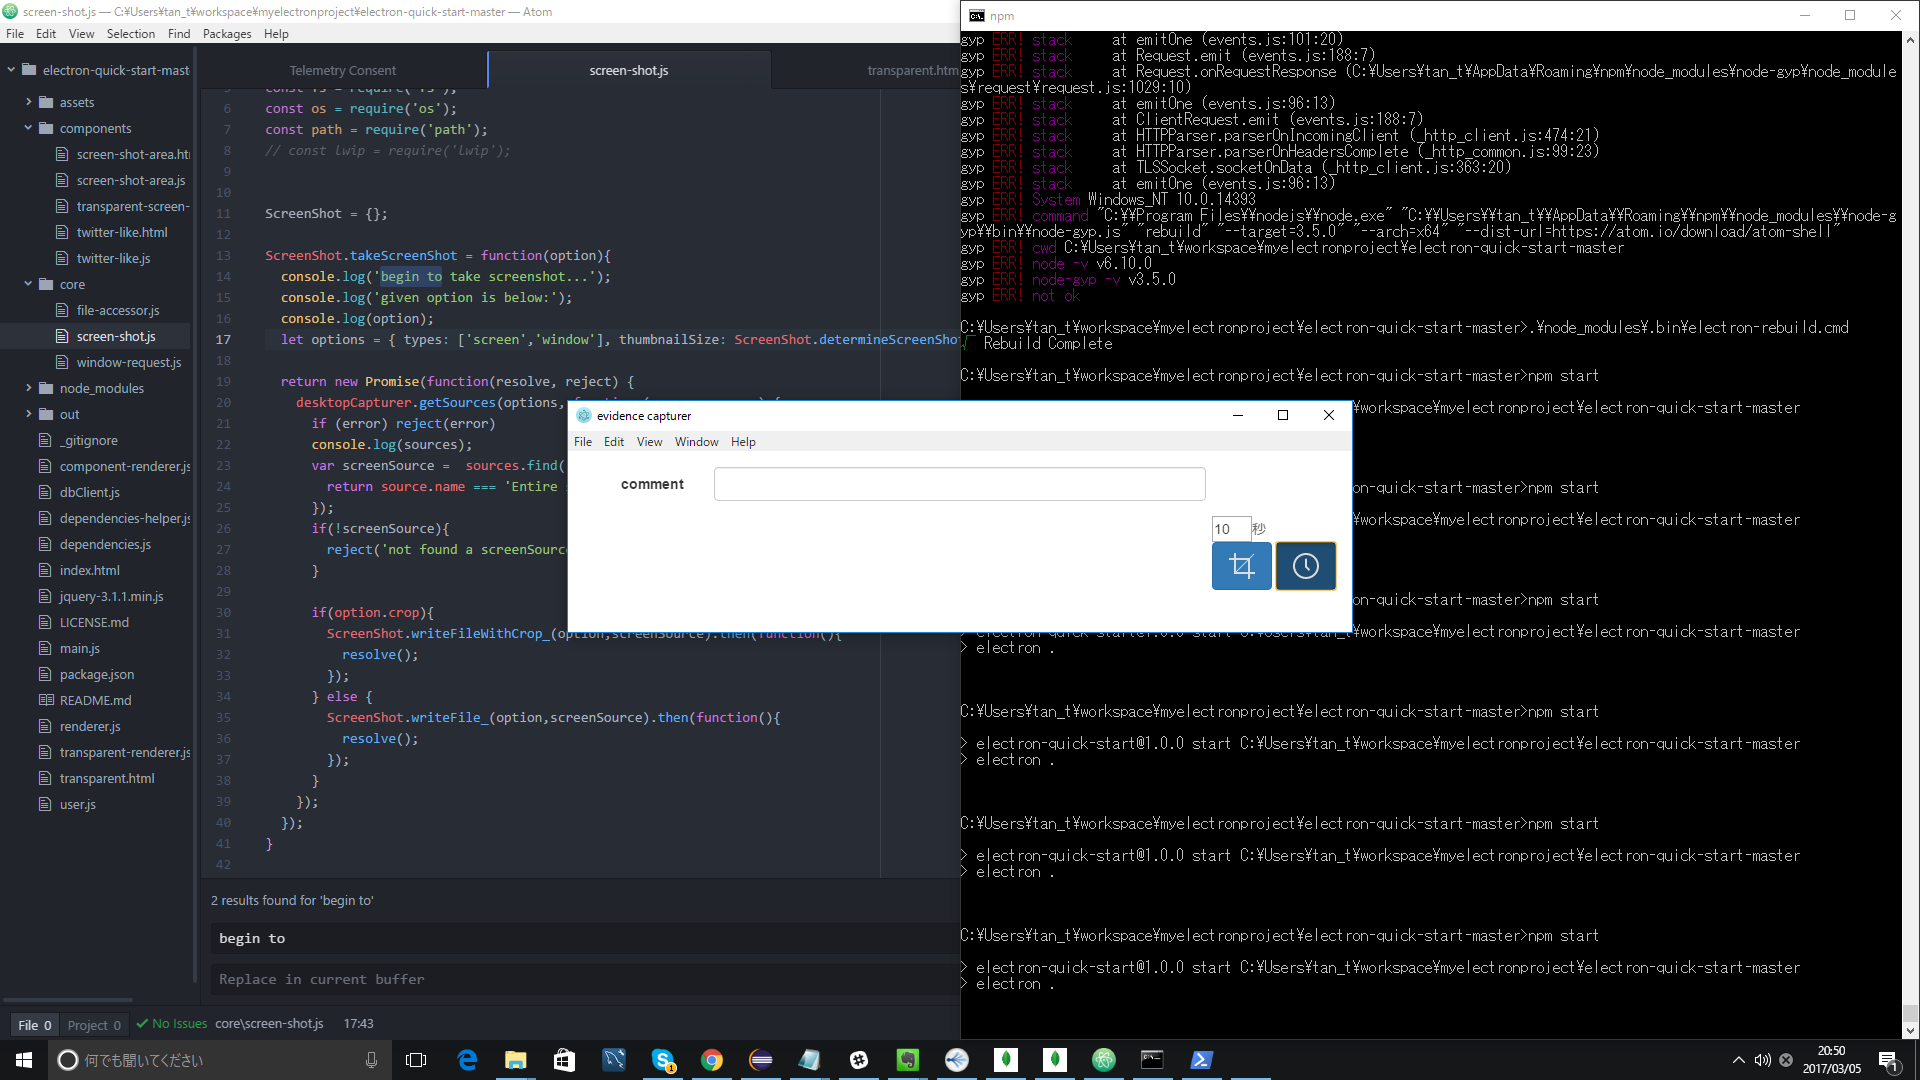 screen-shot.js — C:¥Users¥tan_t¥workspace¥myelectronproject¥electron-quick-start-master — Atom
File Edit View Selection Find Packages Help
electron-quick-start-mast
assets
components
screen-shot-area.htm
screen-shot-area.js
transparent-screen-
twitter-like.html
twitter-like.js
core
file-accessor.js
screen-shot.js
window-request.js
node_modules
out
_gitignore
component-renderer.js
dbClient.js
dependencies-helper.js
dependencies.js
index.html
jquery-3.1.1.min.js
LICENSE.md
main.js
package.json
README.md
renderer.js
transparent-renderer.js
transparent.html
user.js
Telemetry Consent
screen-shot.js
transparent.htm
5 const fs = require('fs');
6 const os = require('os');
7 const path = require('path');
8 // const lwip = require('lwip');
9
10
11 ScreenShot = {};
12
13 ScreenShot.takeScreenShot = function(option){
14 console.log('begin to take screenshot...');
15 console.log('given option is below:');
16 console.log(option);
17 let options = { types: ['screen','window'], thumbnailSize: ScreenShot.determineScreenSho
18
19 return new Promise(function(resolve, reject) {
20 desktopCapturer.getSources(options,
21 if (error) reject(error)
22 console.log(sources);
23 var screenSource = sources.find(
24 return source.name === 'Entire
25 });
26 if(!screenSource){
27 reject('not found a screenSource
28 }
29
30 if(option.crop){
31 ScreenShot.writeFileWithCrop_(option,screenSource).then(function(){
32 resolve();
33 });
34 } else {
35 ScreenShot.writeFile_(option,screenSource).then(function(){
36 resolve();
37 });
38 }
39 });
40 });
41 }
42
2 results found for 'begin to'
begin to
Replace in current buffer
File 0 Project 0 No Issues core\screen-shot.js 17:43
npm
gyp ERR! stack at emitOne (events.js:101:20)
gyp ERR! stack at Request.emit (events.js:188:7)
gyp ERR! stack at Request.onRequestResponse (C:¥Users¥tan_t¥AppData¥Roaming¥npm¥node_modules¥node-gyp¥node_module
s¥request¥request.js:1029:10)
gyp ERR! stack at emitOne (events.js:96:13)
gyp ERR! stack at ClientRequest.emit (events.js:188:7)
gyp ERR! stack at HTTPParser.parserOnIncomingClient (_http_client.js:474:21)
gyp ERR! stack at HTTPParser.parserOnHeadersComplete (_http_common.js:99:23)
gyp ERR! stack at TLSSocket.socketOnData (_http_client.js:363:20)
gyp ERR! stack at emitOne (events.js:96:13)
gyp ERR! System Windows_NT 10.0.14393
gyp ERR! command "C:¥¥Program Files¥¥nodejs¥¥node.exe" "C:¥¥Users¥¥tan_t¥¥AppData¥¥Roaming¥¥npm¥¥node_modules¥¥node-g
yp¥¥bin¥¥node-gyp.js" "rebuild" "--target=3.5.0" "--arch=x64" "--dist-url=https://atom.io/download/atom-shell"
gyp ERR! cwd C:¥Users¥tan_t¥workspace¥myelectronproject¥electron-quick-start-master
gyp ERR! node -v v6.10.0
gyp ERR! node-gyp -v v3.5.0
gyp ERR! not ok
C:¥Users¥tan_t¥workspace¥myelectronproject¥electron-quick-start-master>.¥node_modules¥.bin¥electron-rebuild.cmd
√ Rebuild Complete
C:¥Users¥tan_t¥workspace¥myelectronproject¥electron-quick-start-master>npm start
¥electron-quick-start-master
on-quick-start-master>npm start
¥electron-quick-start-master
on-quick-start-master>npm start
> electron-quick-start@1.0.0 start C:¥Users¥tan_t¥workspace¥myelectronproject¥electron-quick-start-master
> electron .
C:¥Users¥tan_t¥workspace¥myelectronproject¥electron-quick-start-master>npm start
> electron-quick-start@1.0.0 start C:¥Users¥tan_t¥workspace¥myelectronproject¥electron-quick-start-master
> electron .
C:¥Users¥tan_t¥workspace¥myelectronproject¥electron-quick-start-master>npm start
> electron-quick-start@1.0.0 start C:¥Users¥tan_t¥workspace¥myelectronproject¥electron-quick-start-master
> electron .
C:¥Users¥tan_t¥workspace¥myelectronproject¥electron-quick-start-master>npm start
> electron-quick-start@1.0.0 start C:¥Users¥tan_t¥workspace¥myelectronproject¥electron-quick-start-master
> electron .
evidence capturer
File Edit View Window Help
comment
10秒
何でも聞いてください
20:50
2017/03/05